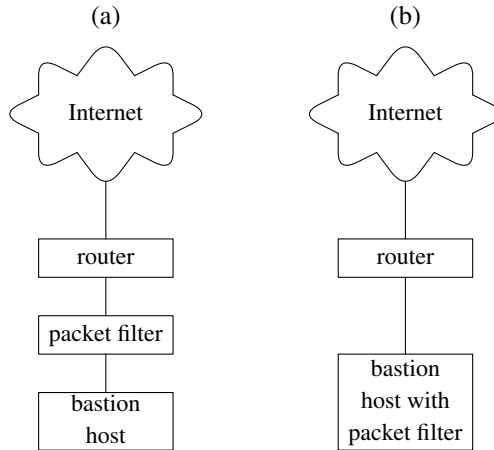 (a)
Internet
router
packet filter
bastion
host
(b)
Internet
router
bastion
host with
packet filter